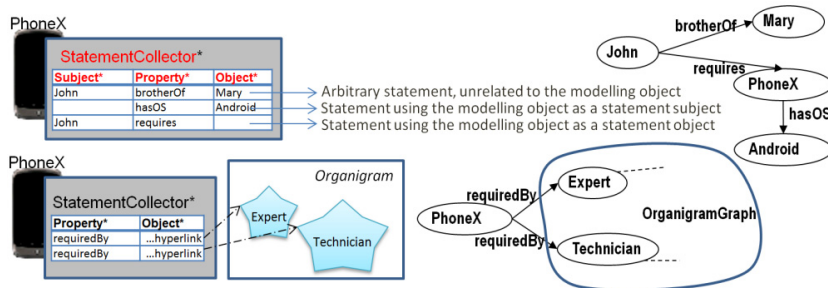 PhoneX
StatementCollector*
Subject* Property* Object*
John brotherOf Mary
hasOS Android
John requires
Arbitrary statement, unrelated to the modelling object
Statement using the modelling object as a statement subject
Statement using the modelling object as a statement object
John
brotherOf
Mary
requires
PhoneX
hasOS
Android
PhoneX
StatementCollector*
Property* Object*
requiredBy ...hyperlink
requiredBy ...hyperlink
Organigram
Expert
Technician
PhoneX
requiredBy
requiredBy
Expert
Technician
OrganigramGraph